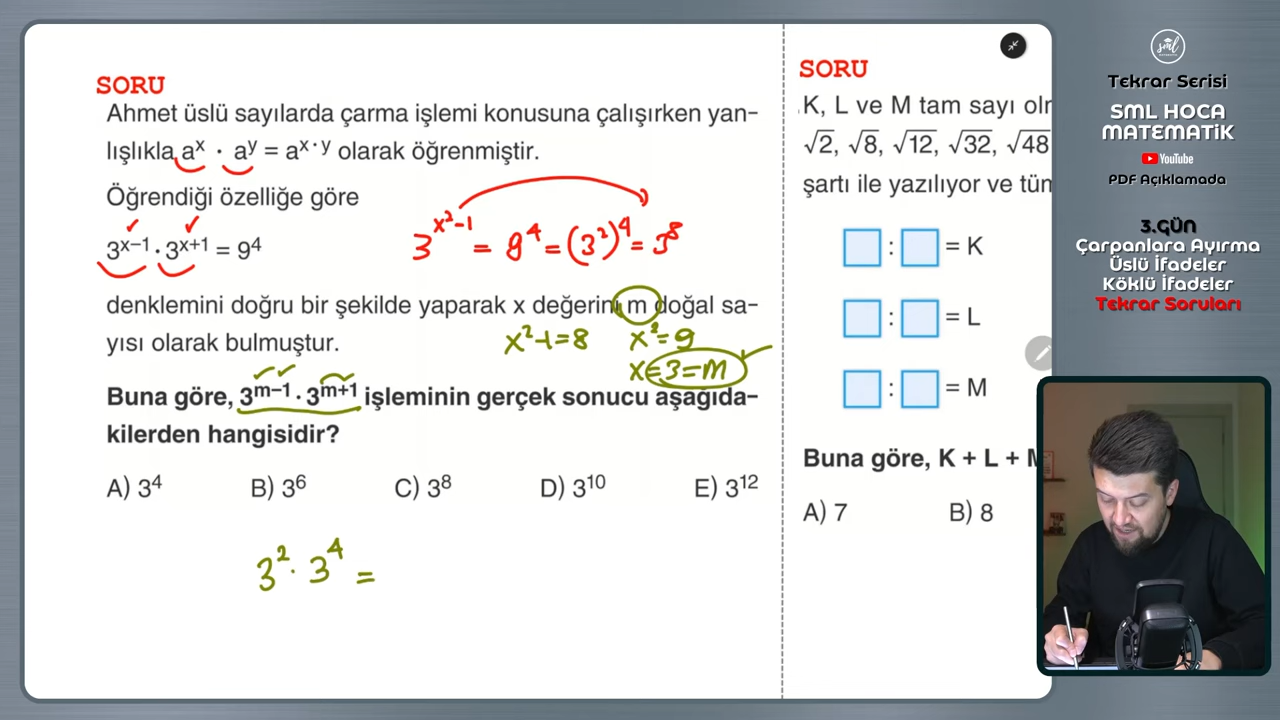 SORU
Ahmet üslü sayılarda çarma işlemi konusuna çalışırken yan-
lışlıkla aˣ · aʸ = aˣ·ʸ olarak öğrenmiştir.
Öğrendiği özelliğe göre
3ˣ⁻¹ · 3ˣ⁺¹ = 9⁴
3^(x²-1) = 9⁴ = (3²)⁴ = 3⁸
denklemini doğru bir şekilde yaparak x değerini m doğal sa-
yısı olarak bulmuştur.
x²-1=8
x²=9
x=3=m
Buna göre, 3ᵐ⁻¹ · 3ᵐ⁺¹ işleminin gerçek sonucu aşağıda-
kilerden hangisidir?
A) 3⁴ B) 3⁶ C) 3⁸ D) 3¹⁰ E) 3¹²
3² · 3⁴ =
SORU
K, L ve M tam sayı olm
√2, √8, √12, √32, √48
şartı ile yazılıyor ve tüm
: = K
: = L
: = M
Buna göre, K + L + M
A) 7 B) 8
sml
Tekrar Serisi
SML HOCA
MATEMATİK
YouTube
PDF Açıklamada
3.GÜN
Çarpanlara Ayırma
Üslü İfadeler
Köklü İfadeler
Tekrar Soruları